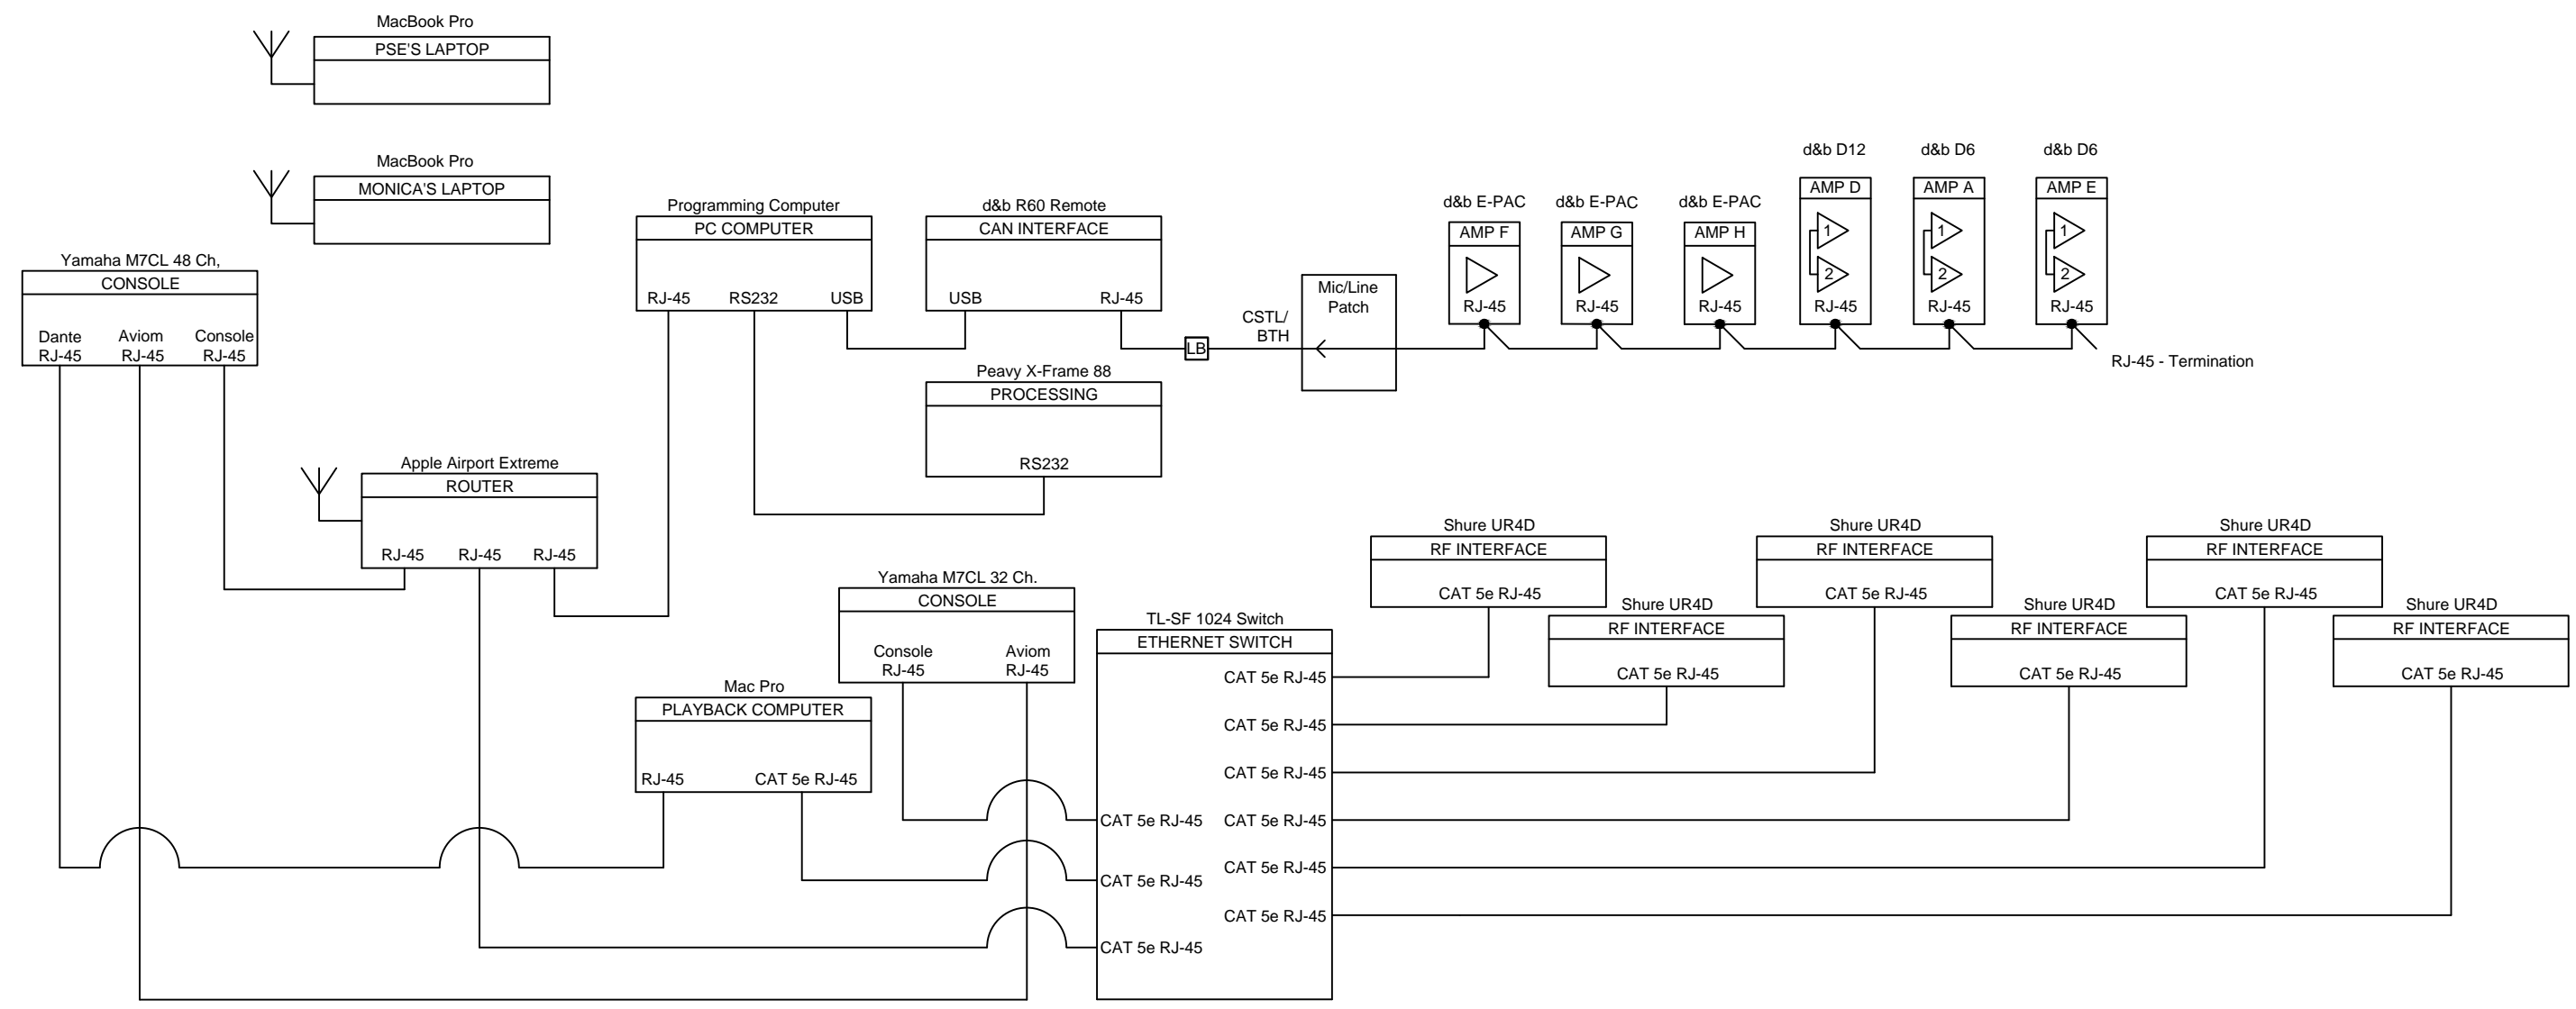 MacBook Pro
PSE'S LAPTOP
MacBook Pro
MONICA'S LAPTOP
Yamaha M7CL 48 Ch,
CONSOLE
Dante
RJ-45
Aviom
RJ-45
Console
RJ-45
Apple Airport Extreme
ROUTER
RJ-45
RJ-45
RJ-45
Programming Computer
PC COMPUTER
RJ-45
RS232
USB
d&b R60 Remote
CAN INTERFACE
USB
RJ-45
Peavy X-Frame 88
PROCESSING
RS232
LB
CSTL/
BTH
Mic/Line
Patch
d&b E-PAC
AMP F
RJ-45
d&b E-PAC
AMP G
RJ-45
d&b E-PAC
AMP H
RJ-45
d&b D12
AMP D
1
2
RJ-45
d&b D6
AMP A
1
2
RJ-45
d&b D6
AMP E
1
2
RJ-45
RJ-45 - Termination
Yamaha M7CL 32 Ch.
CONSOLE
Console
RJ-45
Aviom
RJ-45
Mac Pro
PLAYBACK COMPUTER
RJ-45
CAT 5e RJ-45
TL-SF 1024 Switch
ETHERNET SWITCH
CAT 5e RJ-45
CAT 5e RJ-45
CAT 5e RJ-45
CAT 5e RJ-45
CAT 5e RJ-45
CAT 5e RJ-45
CAT 5e RJ-45
CAT 5e RJ-45
CAT 5e RJ-45
Shure UR4D
RF INTERFACE
CAT 5e RJ-45
Shure UR4D
RF INTERFACE
CAT 5e RJ-45
Shure UR4D
RF INTERFACE
CAT 5e RJ-45
Shure UR4D
RF INTERFACE
CAT 5e RJ-45
Shure UR4D
RF INTERFACE
CAT 5e RJ-45
Shure UR4D
RF INTERFACE
CAT 5e RJ-45